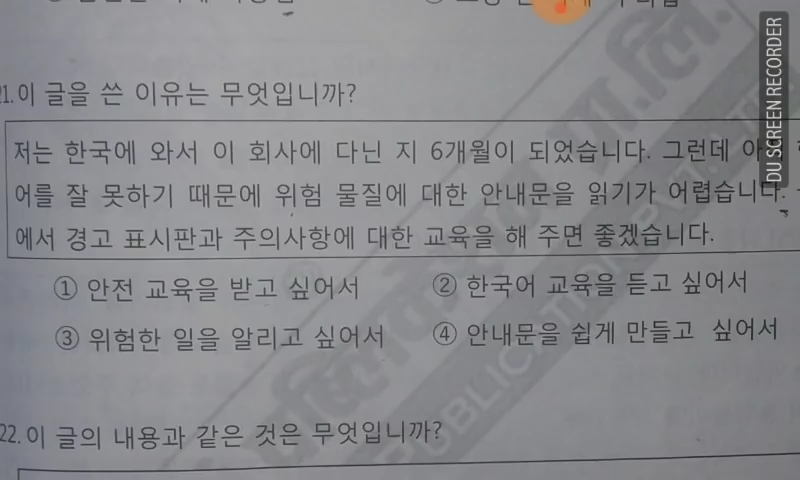 21.이 글을 쓴 이유는 무엇입니까?
저는 한국에 와서 이 회사에 다닌 지 6개월이 되었습니다. 그런데
어를 잘 못하기 때문에 위험 물질에 대한 안내문을 읽기가 어렵습니다.
에서 경고 표시판과 주의사항에 대한 교육을 해 주면 좋겠습니다.
① 안전 교육을 받고 싶어서 ② 한국어 교육을 듣고 싶어서
③ 위험한 일을 알리고 싶어서 ④ 안내문을 쉽게 만들고 싶어서
22.이 글의 내용과 같은 것은 무엇입니까?
DU SCREEN RECORDER
PUBLICATION PVT.